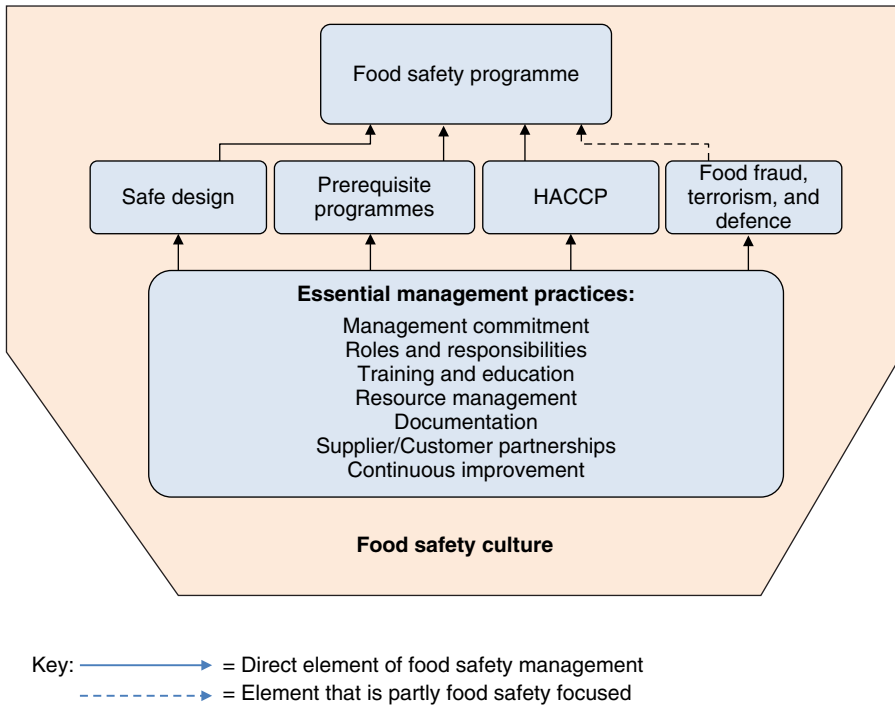 Food safety programme
Safe design
Prerequisite
programmes
HACCP
Food fraud,
terrorism, and
defence
Essential management practices:
Management commitment
Roles and responsibilities
Training and education
Resource management
Documentation
Supplier/Customer partnerships
Continuous improvement
Food safety culture
Key: = Direct element of food safety management
= Element that is partly food safety focused